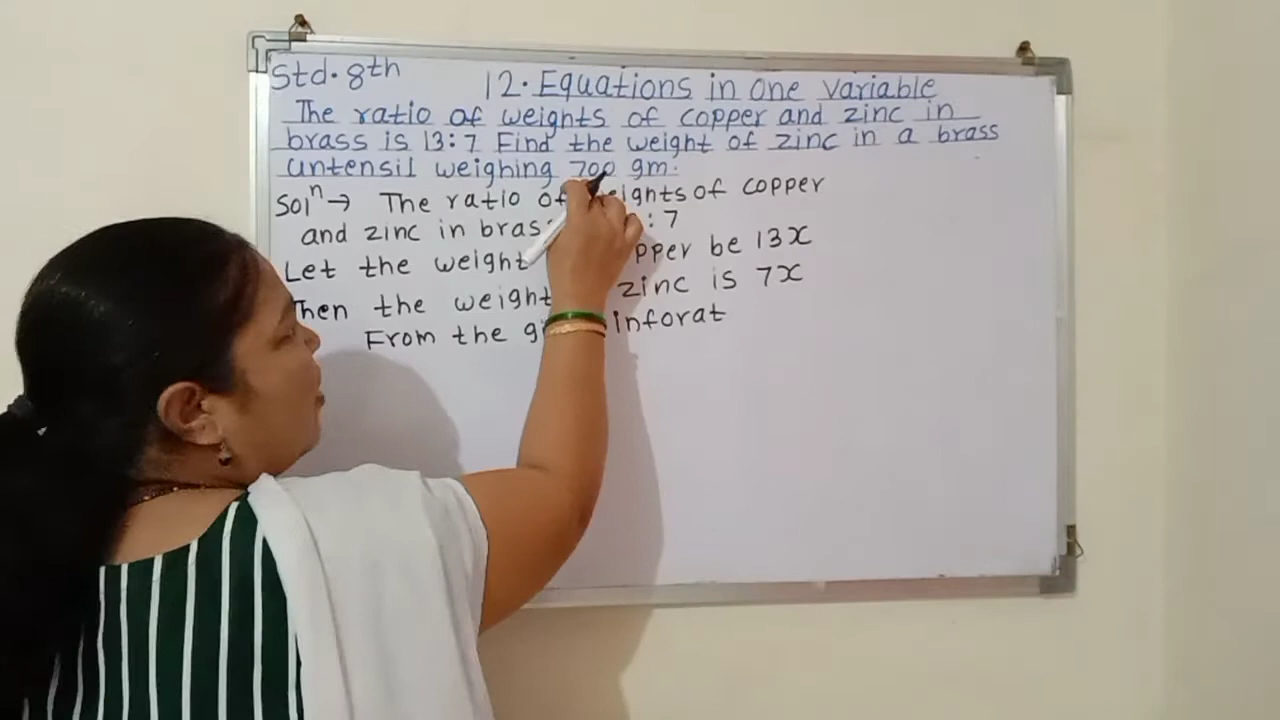 Std. 8th
12. Equations in one variable
The ratio of weights of copper and zinc in
brass is 13:7 Find the weight of zinc in a brass
untensil weighing 700 gm.
Solⁿ → The ratio of weights of copper
and zinc in bras : 7
Let the weight pper be 13x
Then the weight zinc is 7x
From the gi inforat